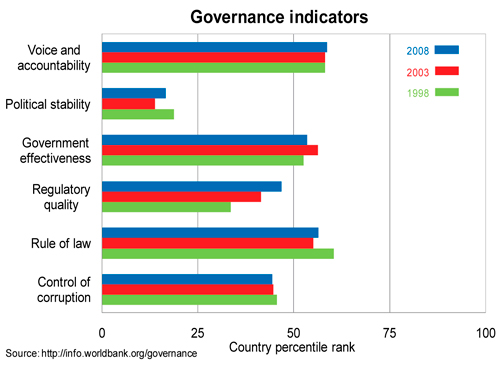 Governance indicators
Voice and
accountability
2008
2003
1998
Political stability
Government
effectiveness
Regulatory
quality
Rule of law
Control of
corruption
0 25 50 75 100
Country percentile rank
Source: http://info.worldbank.org/governance